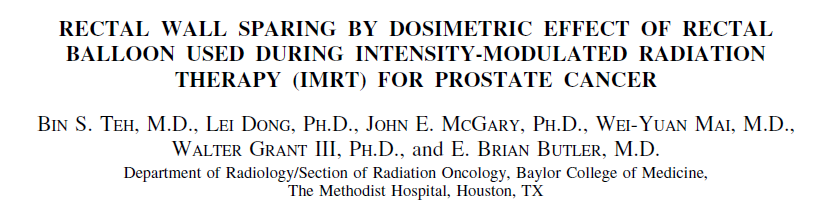 RECTAL WALL SPARING BY DOSIMETRIC EFFECT OF RECTAL
BALLOON USED DURING INTENSITY-MODULATED RADIATION
THERAPY (IMRT) FOR PROSTATE CANCER
BIN S. TEH, M.D., LEI DONG, PH.D., JOHN E. MCGARY, PH.D., WEI-YUAN MAI, M.D.,
WALTER GRANT III, PH.D., and E. BRIAN BUTLER, M.D.
Department of Radiology/Section of Radiation Oncology, Baylor College of Medicine,
The Methodist Hospital, Houston, TX